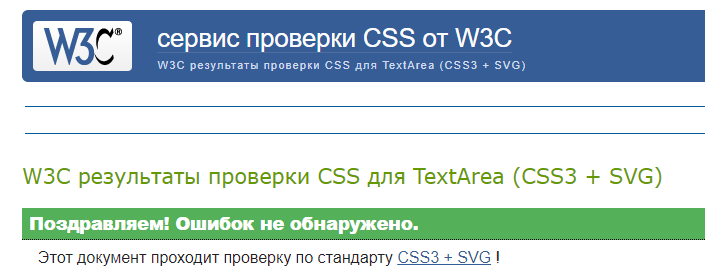 W3C®
сервис проверки CSS от W3C
W3C результаты проверки CSS для TextArea (CSS3 + SVG)
W3C результаты проверки CSS для TextArea (CSS3 + SVG)
Поздравляем! Ошибок не обнаружено.
Этот документ проходит проверку по стандарту CSS3 + SVG !